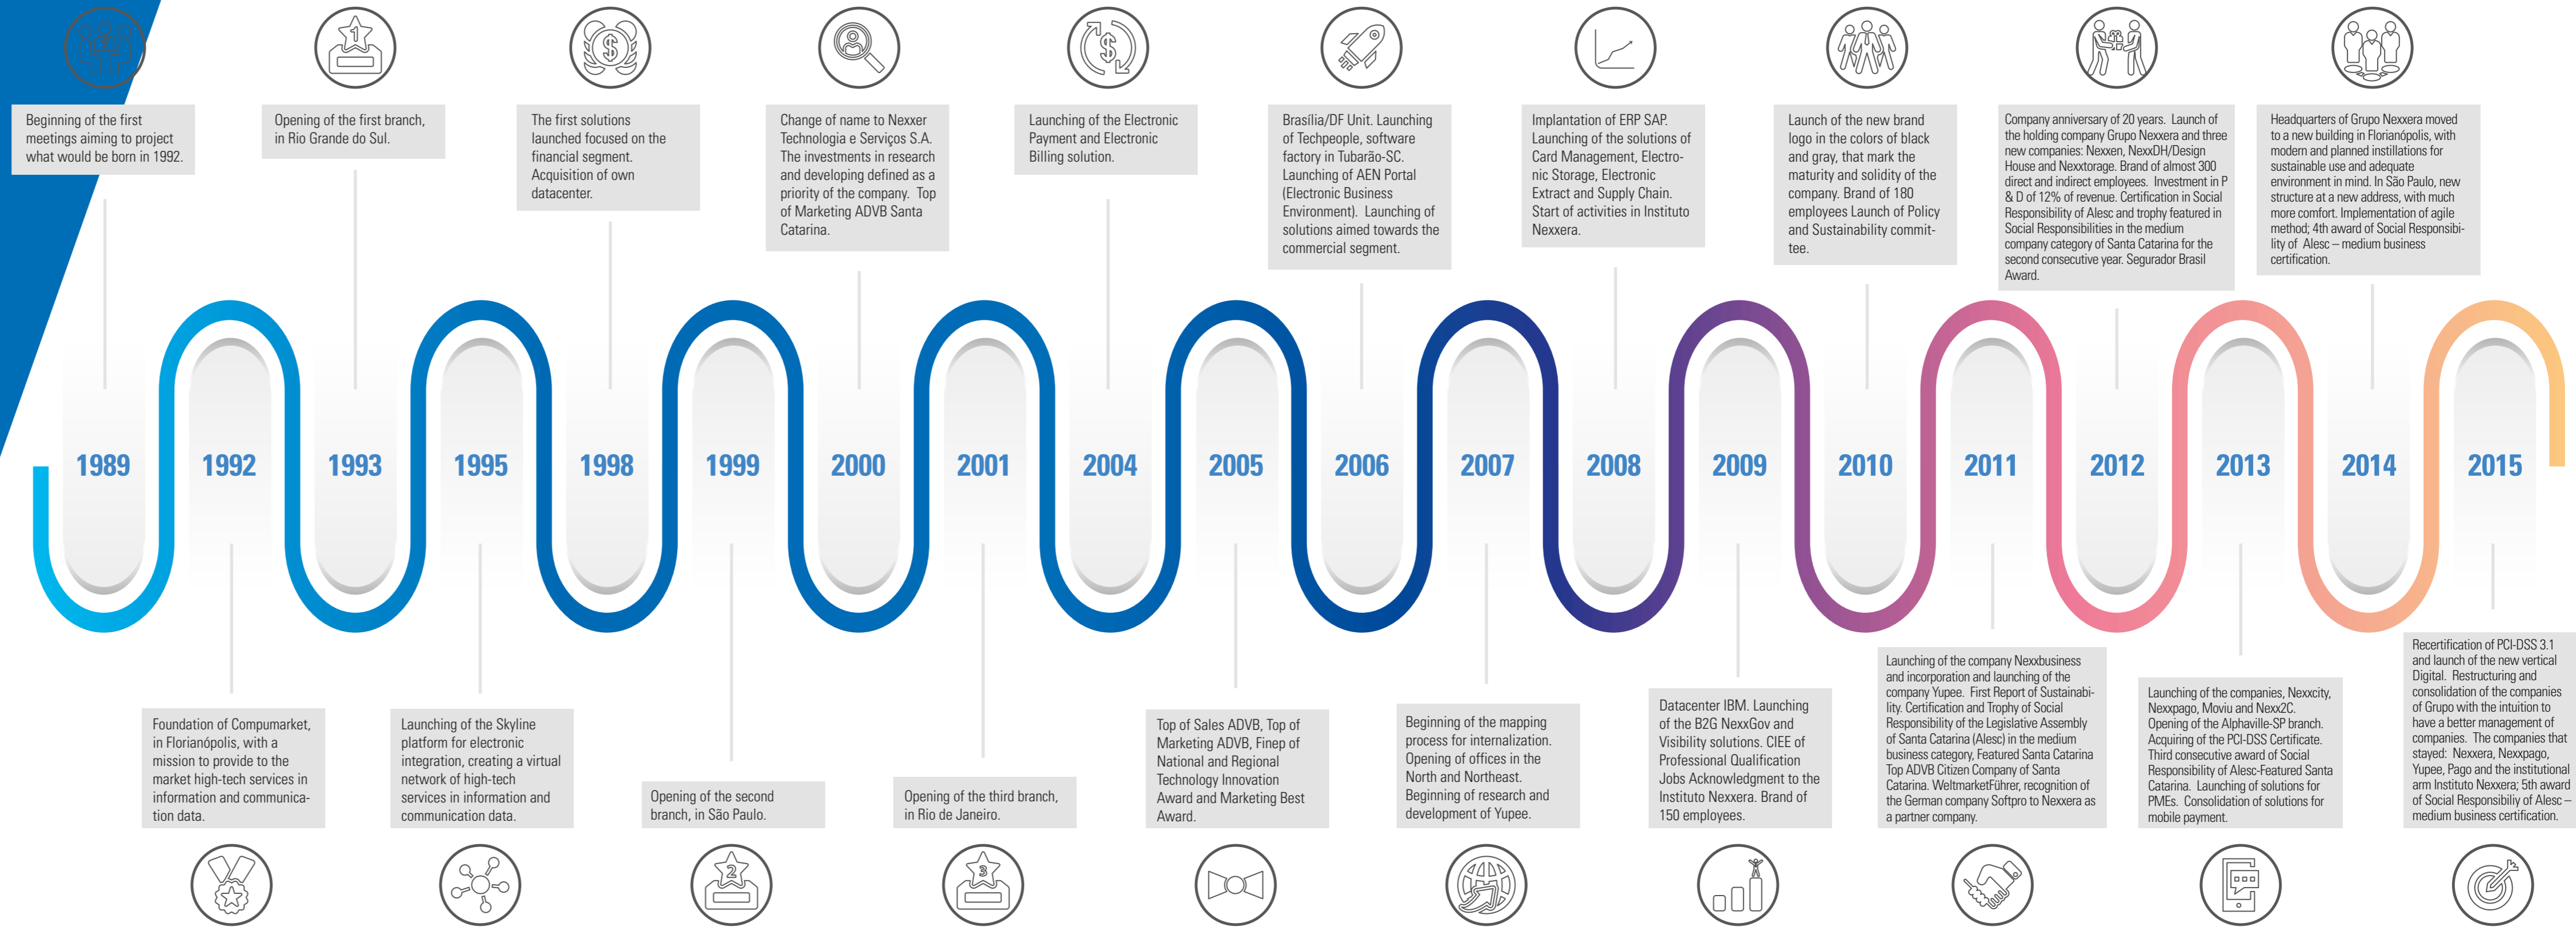 Beginning of the first
meetings aiming to project
what would be born in 1992.
Opening of the first branch,
in Rio Grande do Sul.
The first solutions
launched focused on the
financial segment.
Acquisition of own
datacenter.
Change of name to Nexxer
Technologia e Serviços S.A.
The investments in research
and developing defined as a
priority of the company. Top
of Marketing ADVB Santa
Catarina.
Launching of the Electronic
Payment and Electronic
Billing solution.
Brasília/DF Unit. Launching
of Techpeople, software
factory in Tubarão-SC.
Launching of AEN Portal
(Electronic Business
Environment). Launching of
solutions aimed towards the
commercial segment.
Implantation of ERP SAP.
Launching of the solutions of
Card Management, Electro-
nic Storage, Electronic
Extract and Supply Chain.
Start of activities in Instituto
Nexxera.
Launch of the new brand
logo in the colors of black
and gray, that mark the
maturity and solidity of the
company. Brand of 180
employees Launch of Policy
and Sustainability commit-
tee.
Company anniversary of 20 years. Launch of
the holding company Grupo Nexxera and three
new companies: Nexxen, NexxDH/Design
House and Nexxtorage. Brand of almost 300
direct and indirect employees. Investment in P
& D of 12% of revenue. Certification in Social
Responsibility of Alesc and trophy featured in
Social Responsibilities in the medium
company category of Santa Catarina for the
second consecutive year. Segurador Brasil
Award.
Headquarters of Grupo Nexxera moved
to a new building in Florianópolis, with
modern and planned instillations for
sustainable use and adequate
environment in mind. In São Paulo, new
structure at a new address, with much
more comfort. Implementation of agile
method; 4th award of Social Responsibi-
lity of Alesc – medium business
certification.
1989
1992
1993
1995
1998
1999
2000
2001
2004
2005
2006
2007
2008
2009
2010
2011
2012
2013
2014
2015
Foundation of Compumarket,
in Florianópolis, with a
mission to provide to the
market high-tech services in
information and communica-
tion data.
Launching of the Skyline
platform for electronic
integration, creating a virtual
network of high-tech
services in information and
communication data.
Opening of the second
branch, in São Paulo.
Opening of the third branch,
in Rio de Janeiro.
Top of Sales ADVB, Top of
Marketing ADVB, Finep of
National and Regional
Technology Innovation
Award and Marketing Best
Award.
Beginning of the mapping
process for internalization.
Opening of offices in the
North and Northeast.
Beginning of research and
development of Yupee.
Datacenter IBM. Launching
of the B2G NexxGov and
Visibility solutions. CIEE of
Professional Qualification
Jobs Acknowledgment to the
Instituto Nexxera. Brand of
150 employees.
Launching of the company Nexxbusiness
and incorporation and launching of the
company Yupee. First Report of Sustainabi-
lity. Certification and Trophy of Social
Responsibility of the Legislative Assembly
of Santa Catarina (Alesc) in the medium
business category, Featured Santa Catarina
Top ADVB Citizen Company of Santa
Catarina. WeltmarketFührer, recognition of
the German company Softpro to Nexxera as
a partner company.
Launching of the companies, Nexxcity,
Nexxpago, Moviu and Nexx2C.
Opening of the Alphaville-SP branch.
Acquiring of the PCI-DSS Certificate.
Third consecutive award of Social
Responsibility of Alesc-Featured Santa
Catarina. Launching of solutions for
PMEs. Consolidation of solutions for
mobile payment.
Recertification of PCI-DSS 3.1
and launch of the new vertical
Digital. Restructuring and
consolidation of the companies
of Grupo with the intuition to
have a better management of
companies. The companies that
stayed: Nexxera, Nexxpago,
Yupee, Pago and the institutional
arm Instituto Nexxera; 5th award
of Social Responsibiliy of Alesc –
medium business certification.
1
$
$
2
3